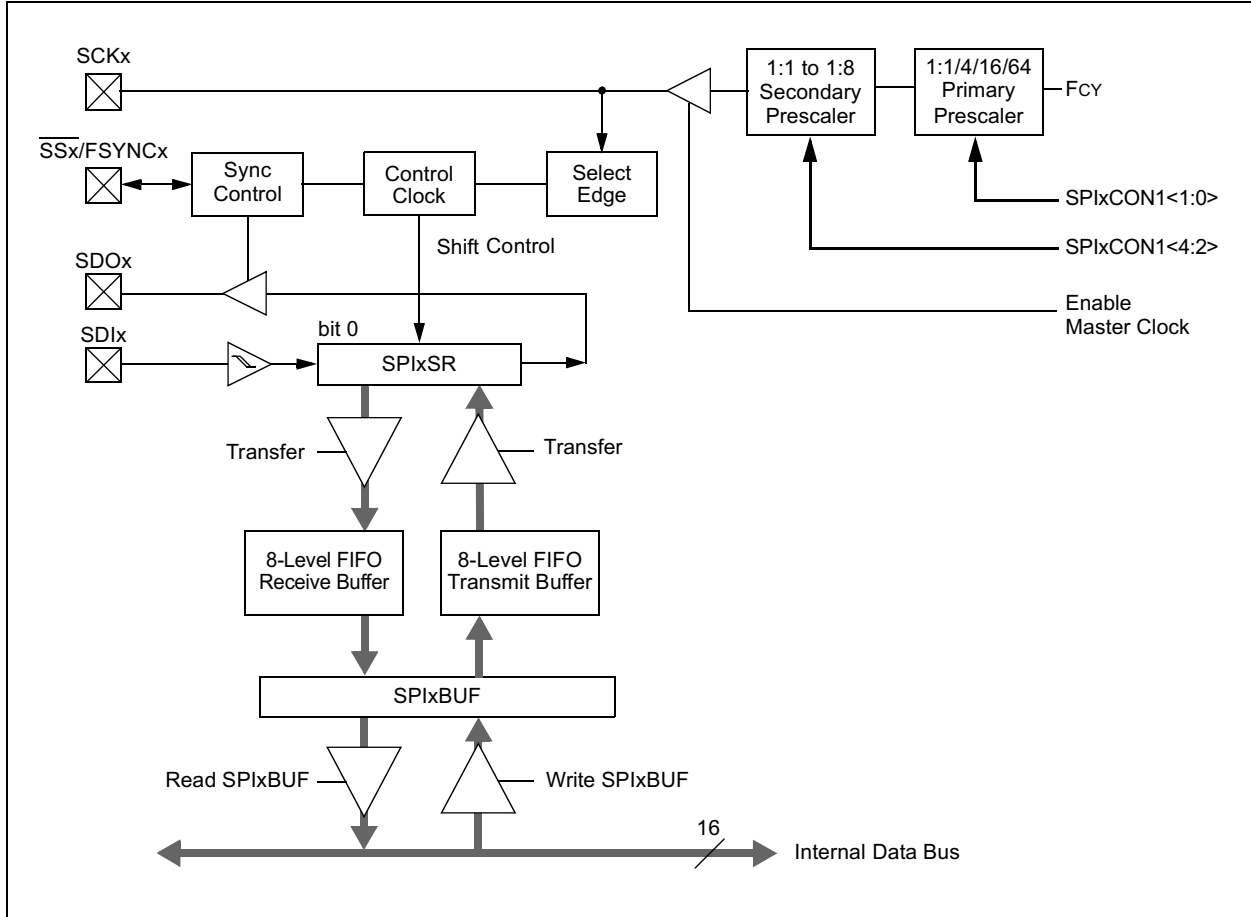 SCKx
1:1 to 1:8
Secondary
Prescaler
1:1/4/16/64
Primary
Prescaler
FCY
SSx/FSYNCx
Sync
Control
Control
Clock
Select
Edge
SPIxCON1<1:0>
Shift Control
SPIxCON1<4:2>
SDOx
Enable
Master Clock
SDIx
bit 0
SPIxSR
Transfer
Transfer
8-Level FIFO
Receive Buffer
8-Level FIFO
Transmit Buffer
SPIxBUF
Read SPIxBUF
Write SPIxBUF
16
Internal Data Bus